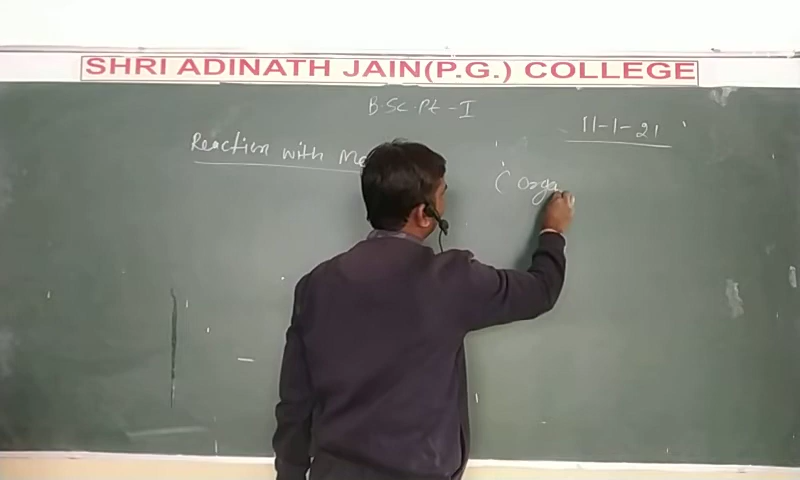 SHRI ADINATH JAIN(P.G.) COLLEGE
B.Sc. Pt - I
11-1-21
Reaction with
( Orga